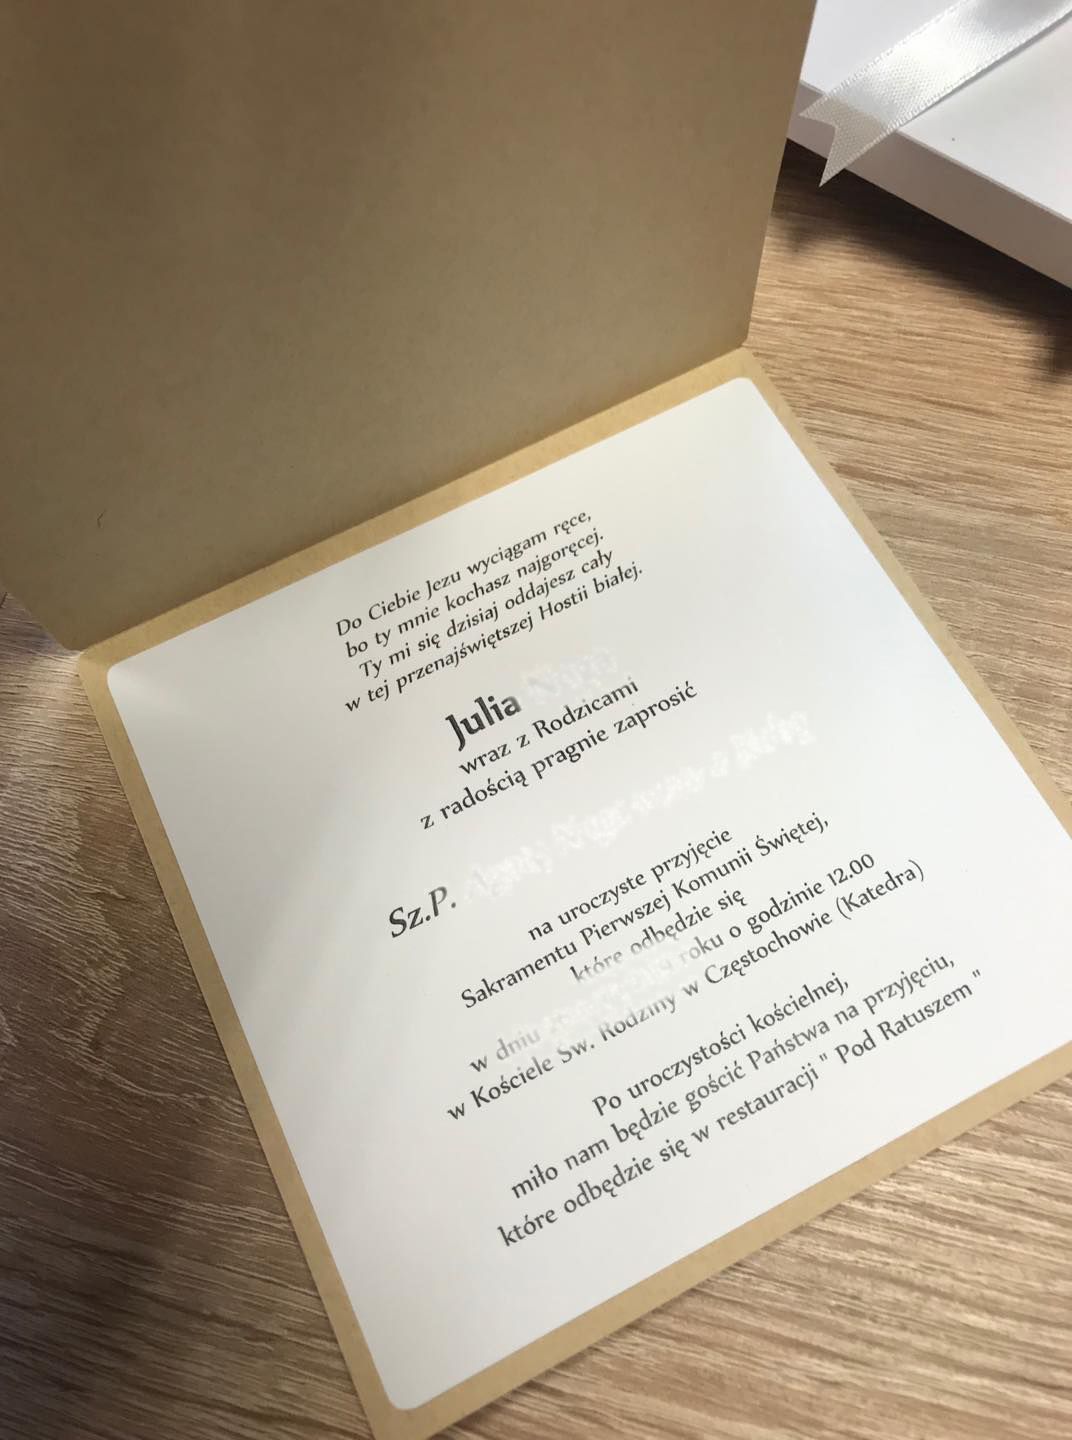 Do Ciebie Jezu wyciągam ręce,
bo ty mnie kochasz najgoręcej.
Ty mi się dzisiaj oddajesz cały
w tej przenajświętszej Hostii białej.
Julia
wraz z Rodzicami
z radością pragnie zaprosić
Sz.P.
na uroczyste przyjęcie
Sakramentu Pierwszej Komunii Świętej,
które odbędzie się
w dniu roku o godzinie 12.00
w Kościele Św. Rodziny w Częstochowie (Katedra)
Po uroczystości kościelnej,
miło nam będzie gościć Państwa na przyjęciu,
które odbędzie się w restauracji " Pod Ratuszem "